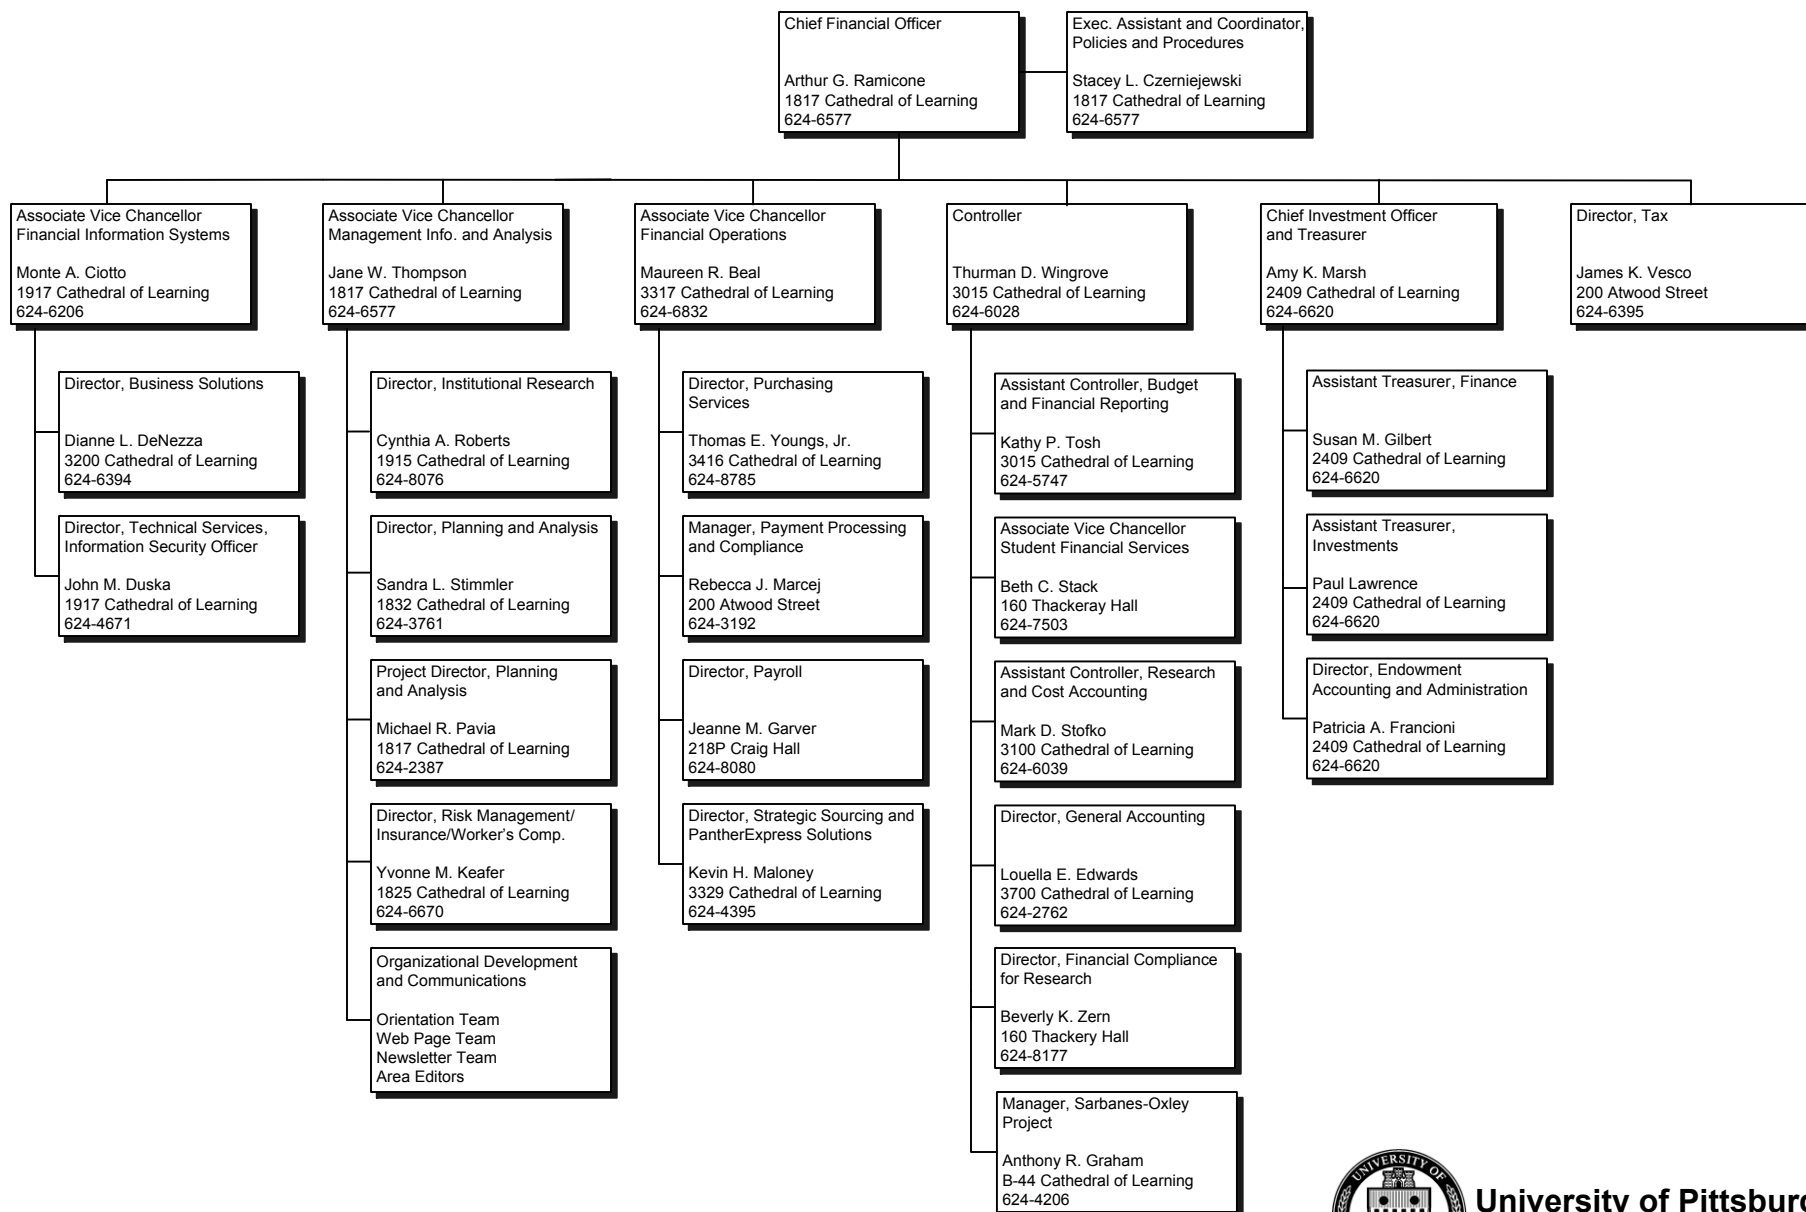 Chief Financial Officer
Arthur G. Ramicone
1817 Cathedral of Learning
624-6577
Exec. Assistant and Coordinator,
Policies and Procedures
Stacey L. Czerniejewski
1817 Cathedral of Learning
624-6577
Associate Vice Chancellor
Financial Information Systems
Monte A. Ciotto
1917 Cathedral of Learning
624-6206
Director, Business Solutions
Dianne L. DeNezza
3200 Cathedral of Learning
624-6394
Director, Technical Services,
Information Security Officer
John M. Duska
1917 Cathedral of Learning
624-4671
Associate Vice Chancellor
Management Info. and Analysis
Jane W. Thompson
1817 Cathedral of Learning
624-6577
Director, Institutional Research
Cynthia A. Roberts
1915 Cathedral of Learning
624-8076
Director, Planning and Analysis
Sandra L. Stimmler
1832 Cathedral of Learning
624-3761
Project Director, Planning
and Analysis
Michael R. Pavia
1817 Cathedral of Learning
624-2387
Director, Risk Management/
Insurance/Worker's Comp.
Yvonne M. Keafer
1825 Cathedral of Learning
624-6670
Organizational Development
and Communications
Orientation Team
Web Page Team
Newsletter Team
Area Editors
Associate Vice Chancellor
Financial Operations
Maureen R. Beal
3317 Cathedral of Learning
624-6832
Director, Purchasing
Services
Thomas E. Youngs, Jr.
3416 Cathedral of Learning
624-8785
Manager, Payment Processing
and Compliance
Rebecca J. Marcej
200 Atwood Street
624-3192
Director, Payroll
Jeanne M. Garver
218P Craig Hall
624-8080
Director, Strategic Sourcing and
PantherExpress Solutions
Kevin H. Maloney
3329 Cathedral of Learning
624-4395
Controller
Thurman D. Wingrove
3015 Cathedral of Learning
624-6028
Assistant Controller, Budget
and Financial Reporting
Kathy P. Tosh
3015 Cathedral of Learning
624-5747
Associate Vice Chancellor
Student Financial Services
Beth C. Stack
160 Thackeray Hall
624-7503
Assistant Controller, Research
and Cost Accounting
Mark D. Stofko
3100 Cathedral of Learning
624-6039
Director, General Accounting
Louella E. Edwards
3700 Cathedral of Learning
624-2762
Director, Financial Compliance
for Research
Beverly K. Zern
160 Thackery Hall
624-8177
Manager, Sarbanes-Oxley
Project
Anthony R. Graham
B-44 Cathedral of Learning
624-4206
Chief Investment Officer
and Treasurer
Amy K. Marsh
2409 Cathedral of Learning
624-6620
Assistant Treasurer, Finance
Susan M. Gilbert
2409 Cathedral of Learning
624-6620
Assistant Treasurer,
Investments
Paul Lawrence
2409 Cathedral of Learning
624-6620
Director, Endowment
Accounting and Administration
Patricia A. Francioni
2409 Cathedral of Learning
624-6620
Director, Tax
James K. Vesco
200 Atwood Street
624-6395
UNIVERSITY OF
University of Pittsburg